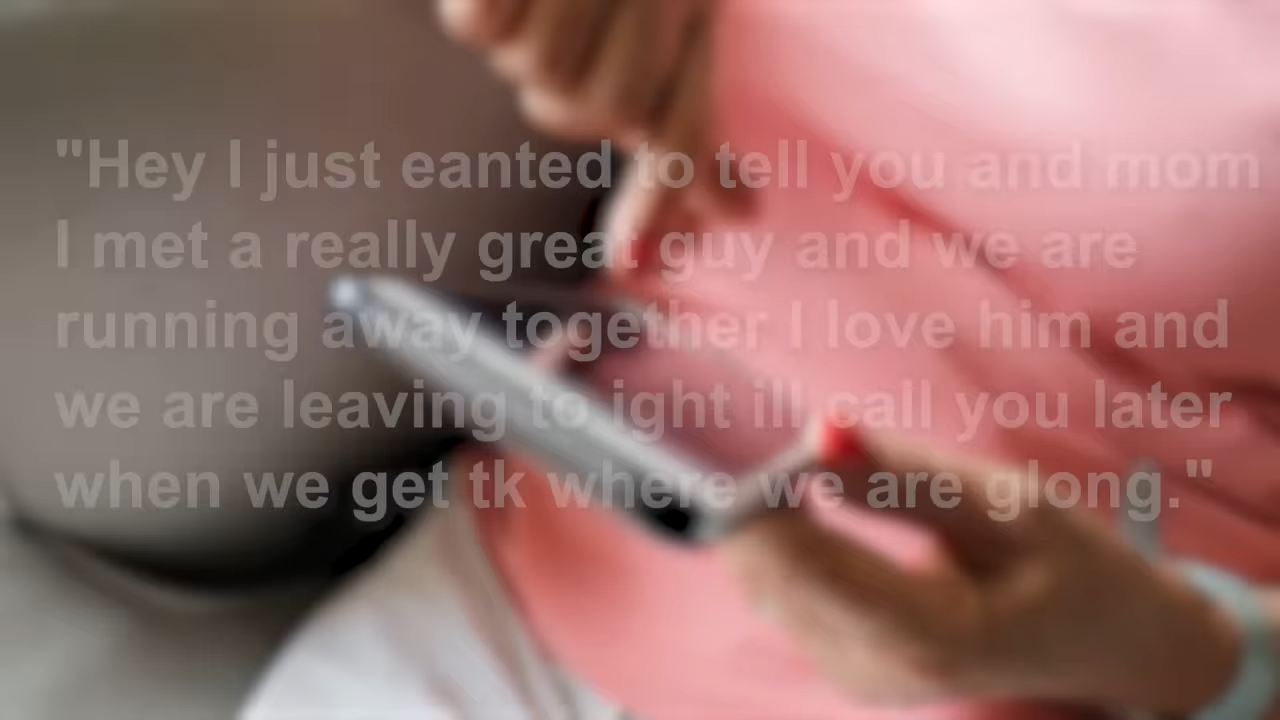 "Hey I just eanted to tell you and mom
I met a really great guy and we are
running away together I love him and
we are leaving to ight ill call you later
when we get tk where we are glong."